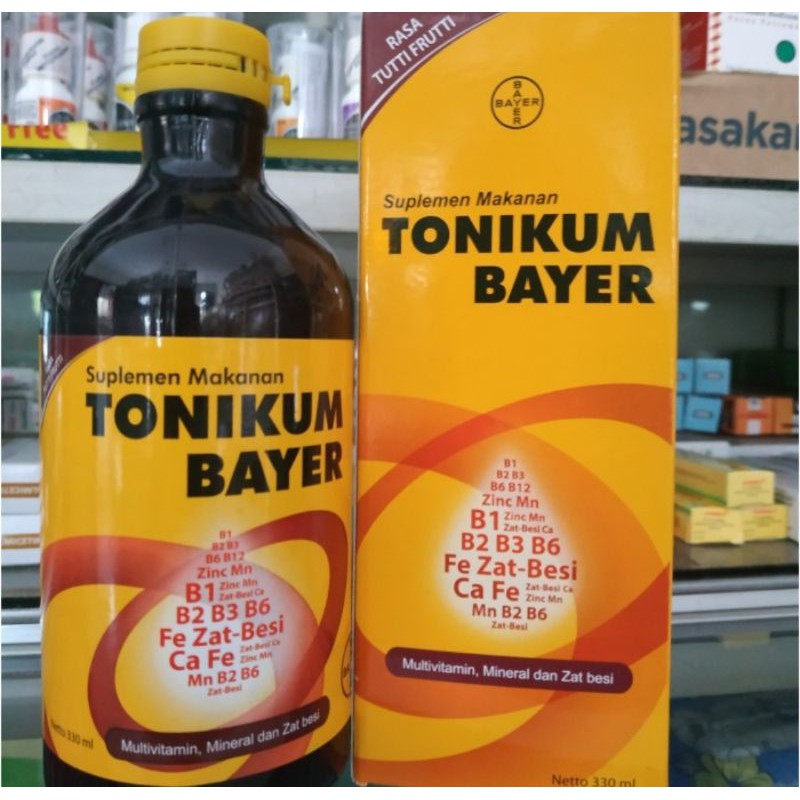 Free
asakan
RASA
TUTTI FRUTTI
BAYER
BAYER
Suplemen Makanan
TONIKUM
BAYER
B1
B2 B3
B6 B12
Zinc Mn
B1 Zinc Mn
Zat-Besi Ca
B2 B3 B6
Fe Zat-Besi
Ca Fe Zat-Besi Ca
Zinc Mn
Mn B2 B6
Zat-Besi
Multivitamin, Mineral dan Zat besi
Netto 330 ml
Suplemen Makanan
TONIKUM
BAYER
B1
B2 B3
B6 B12
Zinc Mn
B1 Zinc Mn
Zat-Besi Ca
B2 B3 B6
Fe Zat-Besi
Ca Fe Zat-Besi Ca
Zinc Mn
Mn B2 B6
Zat-Besi
Netto 330 ml
Multivitamin, Mineral dan Zat besi